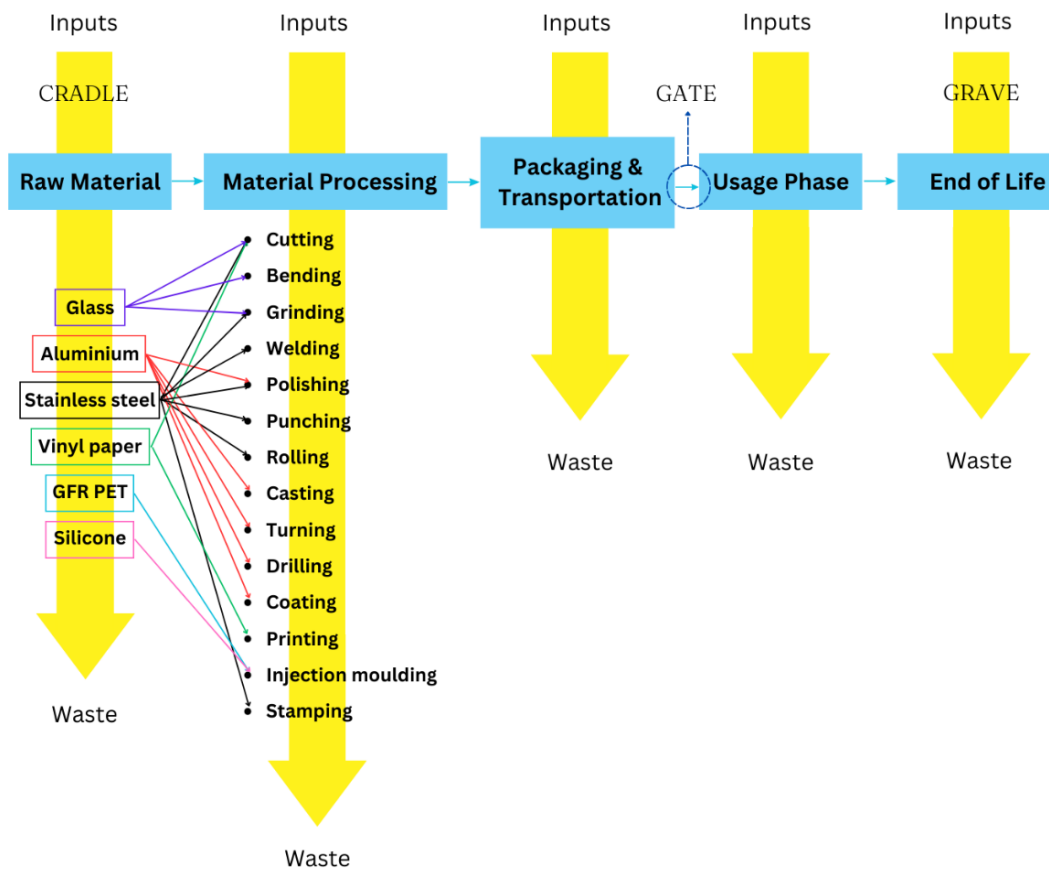 Inputs
Inputs
Inputs
Inputs
Inputs
CRADLE
GATE
GRAVE
Raw Material
Material Processing
Packaging &
Transportation
Usage Phase
End of Life
Glass
Aluminium
Stainless steel
Vinyl paper
GFR PET
Silicone
Waste
Cutting
Bending
Grinding
Welding
Polishing
Punching
Rolling
Casting
Turning
Drilling
Coating
Printing
Injection moulding
Stamping
Waste
Waste
Waste
Waste